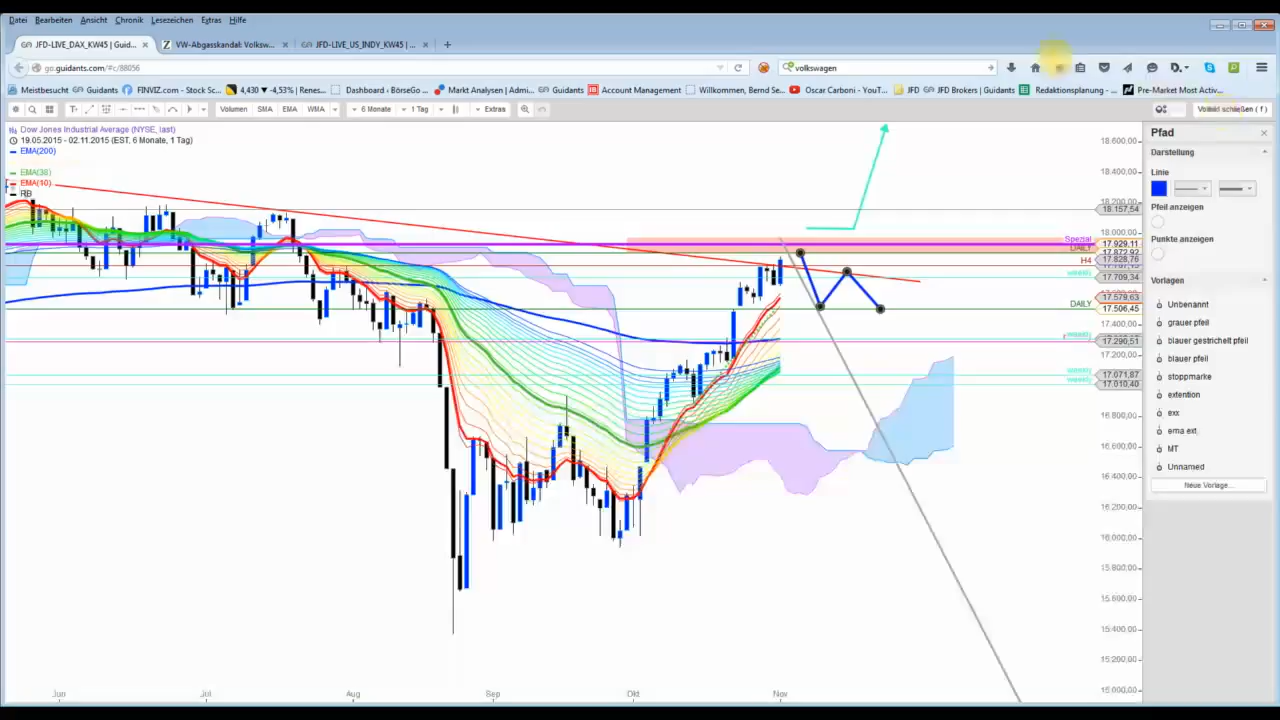 Datei Bearbeiten Ansicht Chronik Lesezeichen Extras Hilfe
JFD-LIVE_DAX_KW45 | Guid... VW-Abgasskandal: Volksw... JFD-LIVE_US_INDY_KW45 | ...
go.guidants.com/#c/88056 volkswagen
Meistbesucht FINVIZ.com - Stoc Sc... 4,430 ▼ -4,53% | Renes... Dashboard ‹ BörseGo ... Markt Analysen | Admi... Guidants Account Management Willkommen, Bernd Se... Oscar Carboni - YouT... JFD JFD Brokers | Guidants Redaktionsplanung - ... Pre-Market Most Activ...
Volumen SMA EMA WMA 6 Monate 1 Tag Extras Vollbild schließen ( f )
Dow Jones Industrial Average (NYSE, last)
19.05.2015 - 02.11.2015 (EST, 6 Monate, 1 Tag)
EMA(200)
EMA(38)
EMA(10)
RB
18.600,00
18.400,00
18.157,54
18.000,00
Spezial 17.929,11
DAILY 17.872,92
H4 17.828,76
17.709,34
17.579,63
DAILY 17.506,45
17.400,00
17.290,51
17.200,00
17.071,87
17.010,40
16.800,00
16.600,00
16.400,00
16.200,00
16.000,00
15.800,00
15.600,00
15.400,00
15.200,00
15.000,00
Jun Jul Aug Sep Okt Nov
Pfad
Darstellung
Linie
Pfeil anzeigen
Punkte anzeigen
Vorlagen
Unbenannt
grauer pfeil
blauer gestrichelt pfeil
blauer pfeil
stoppmarke
extention
exx
ema ext.
MT
Unnamed
Neue Vorlage...